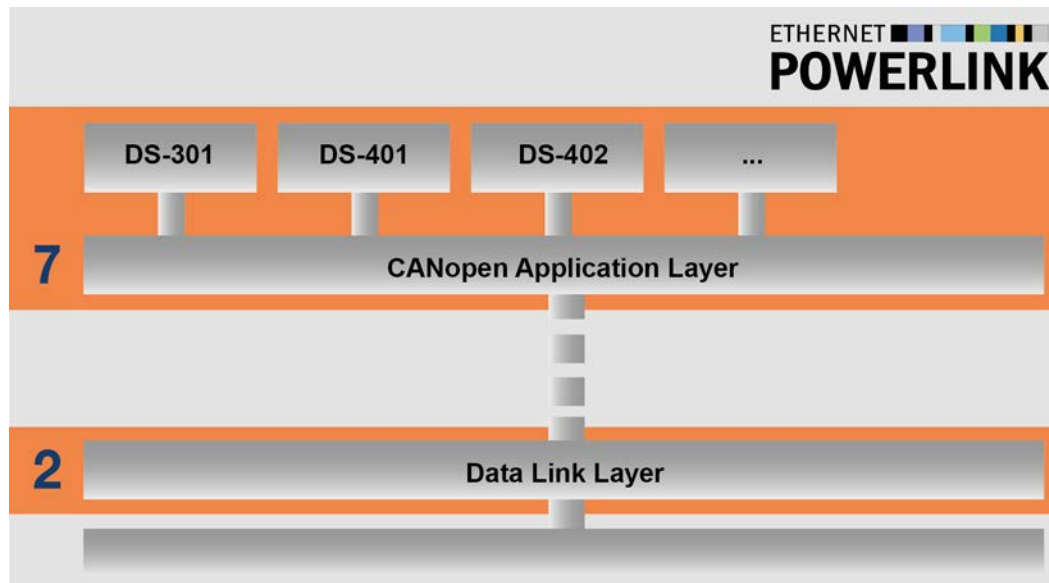 ETHERNET
POWERLINK
DS-301 DS-401 DS-402 ...
7 CANopen Application Layer
2 Data Link Layer